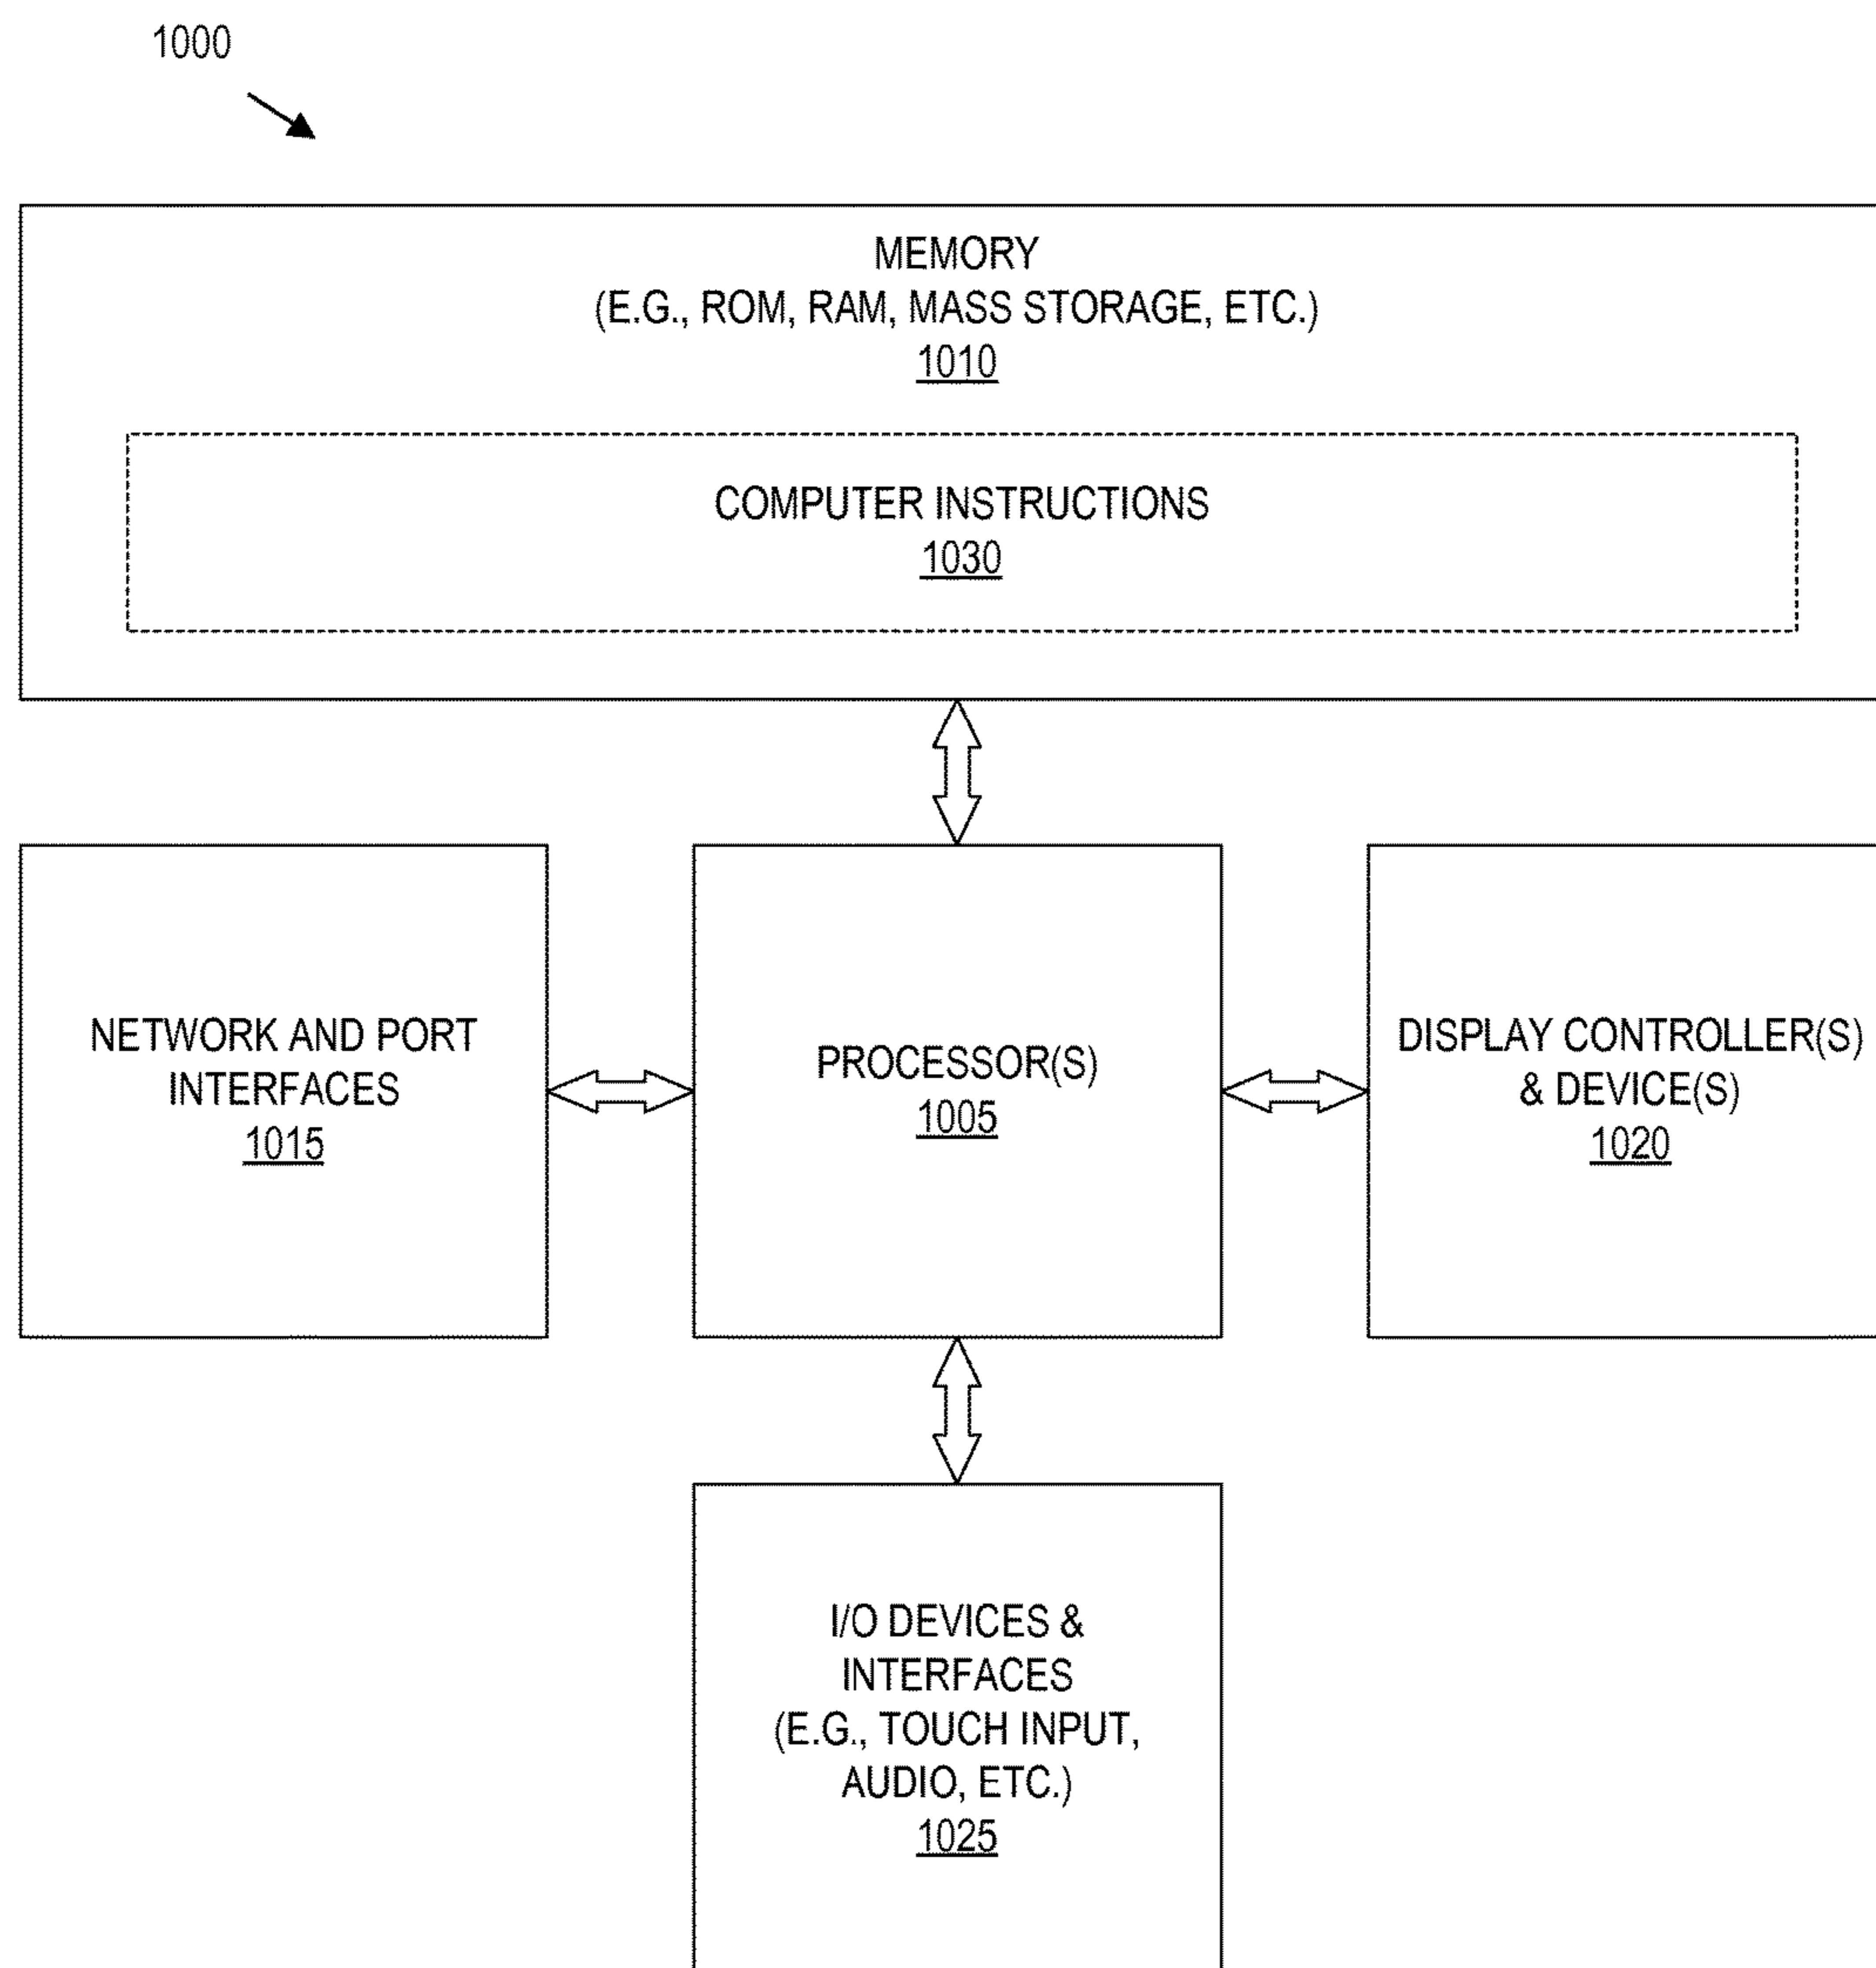 1000
MEMORY
(E.G., ROM, RAM, MASS STORAGE, ETC.)
1010
COMPUTER INSTRUCTIONS
1030
NETWORK AND PORT
INTERFACES
1015
PROCESSOR(S)
1005
DISPLAY CONTROLLER(S)
& DEVICE(S)
1020
I/O DEVICES &
INTERFACES
(E.G., TOUCH INPUT,
AUDIO, ETC.)
1025